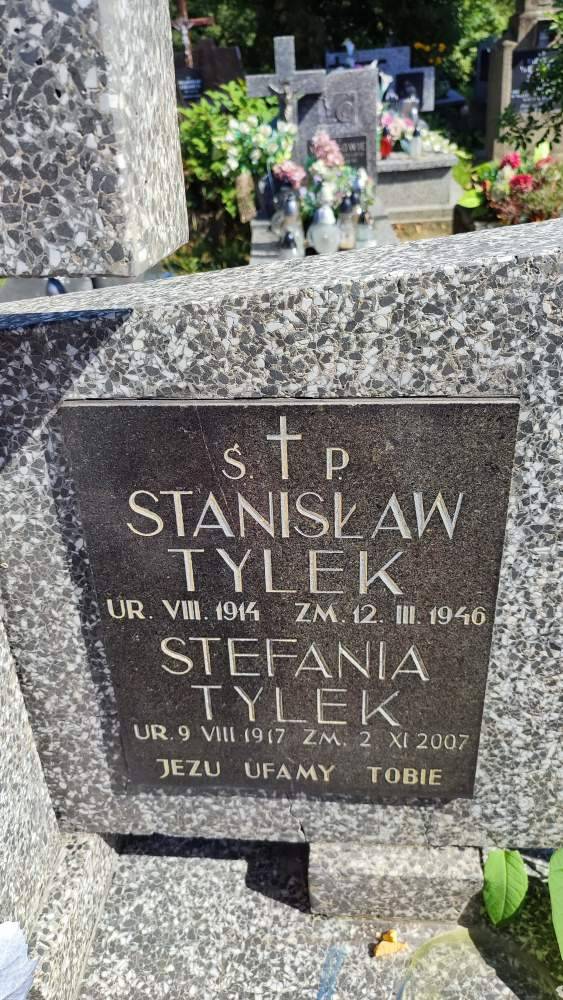 Ś. P.
STANISŁAW
TYLEK
UR. VIII. 1914 ZM. 12. III. 1946
STEFANIA
TYLEK
UR. 9 VIII 1917 ZM. 2 XI 2007
JEZU UFAMY TOBIE